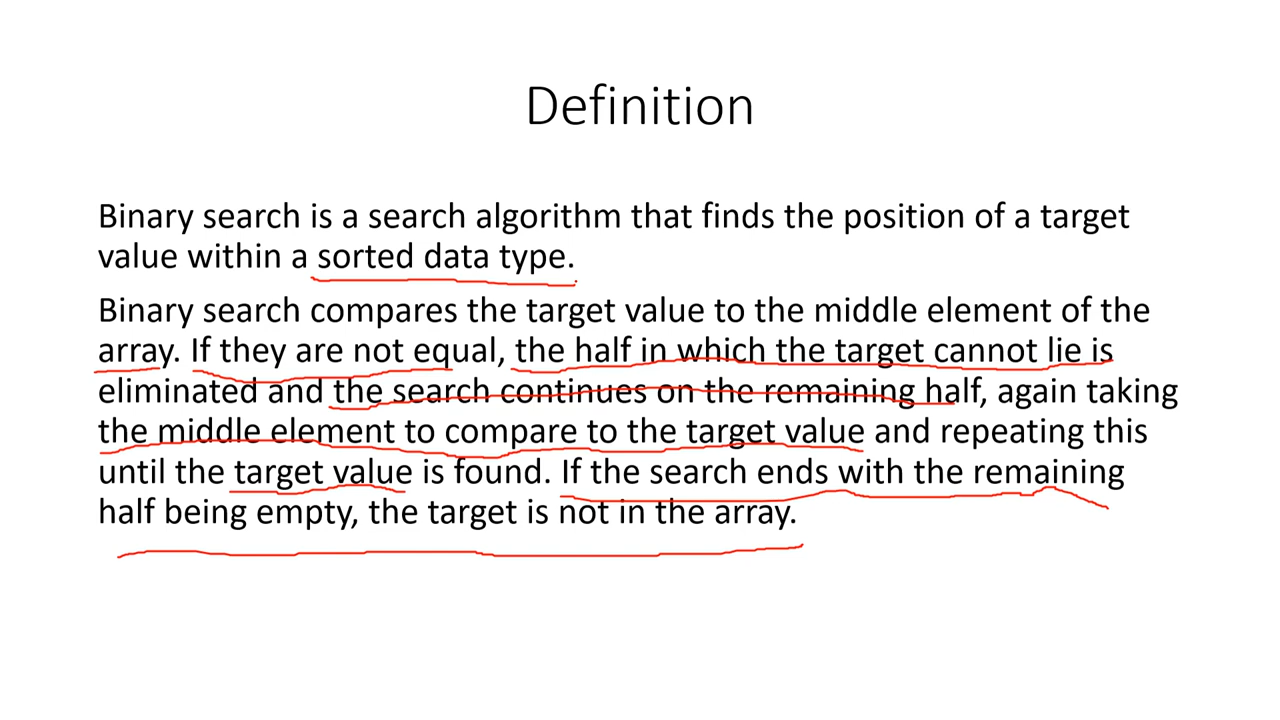 Definition
Binary search is a search algorithm that finds the position of a target
value within a sorted data type.
Binary search compares the target value to the middle element of the
array. If they are not equal, the half in which the target cannot lie is
eliminated and the search continues on the remaining half, again taking
the middle element to compare to the target value and repeating this
until the target value is found. If the search ends with the remaining
half being empty, the target is not in the array.